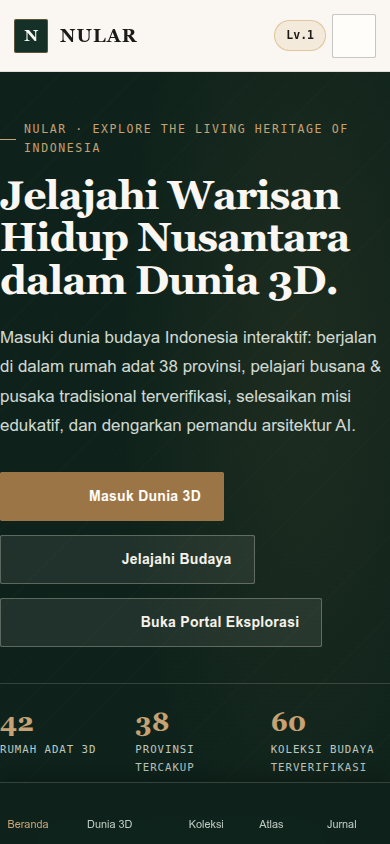 N NULAR Lv.1
NULAR · EXPLORE THE LIVING HERITAGE OF
INDONESIA
Jelajahi Warisan
Hidup Nusantara
dalam Dunia 3D.
Masuki dunia budaya Indonesia interaktif: berjalan
di dalam rumah adat 38 provinsi, pelajari busana &
pusaka tradisional terverifikasi, selesaikan misi
edukatif, dan dengarkan pemandu arsitektur AI.
Masuk Dunia 3D
Jelajahi Budaya
Buka Portal Eksplorasi
42 38 60
RUMAH ADAT 3D PROVINSI KOLEKSI BUDAYA
TERCAKUP TERVERIFIKASI
Beranda Dunia 3D Koleksi Atlas Jurnal